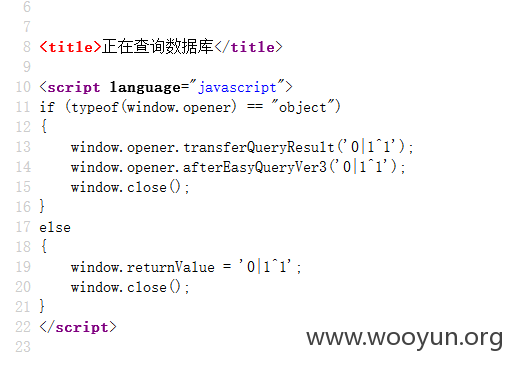 6
7
8 <title>正在查询数据库</title>
9
10 <script language="javascript">
11 if (typeof(window.opener) == "object")
12 {
13     window.opener.transferQueryResult('0|1^1');
14     window.opener.afterEasyQueryVer3('0|1^1');
15     window.close();
16 }
17 else
18 {
19     window.returnValue = '0|1^1';
20     window.close();
21 }
22 </script>
23
www.wooyun.org